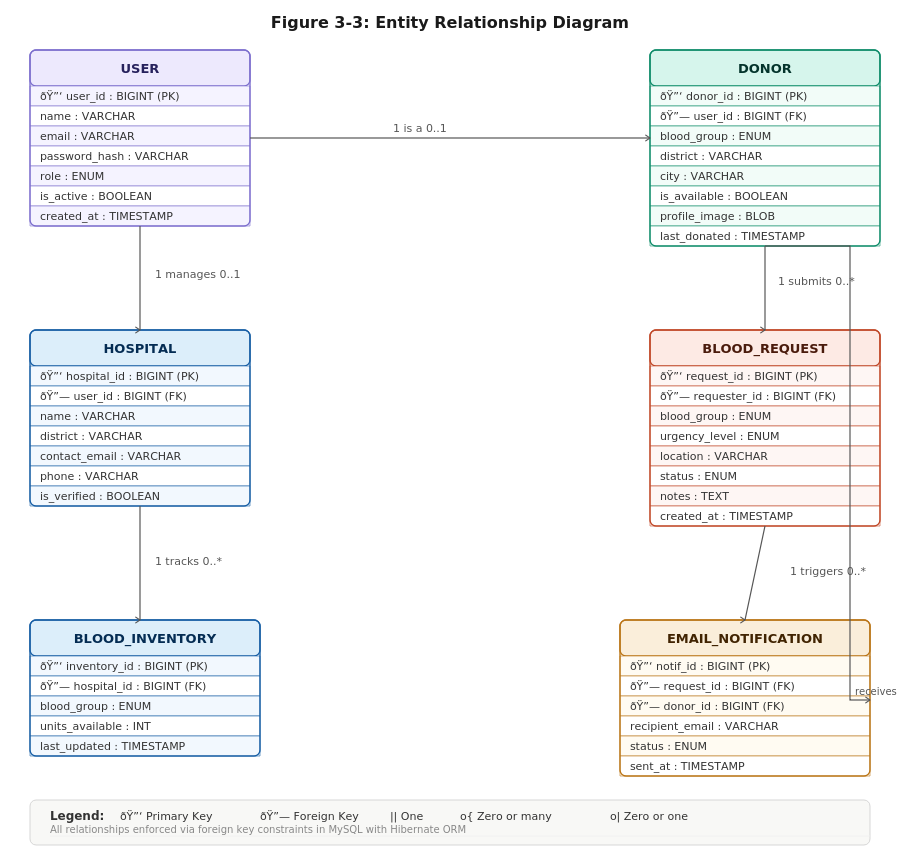 Figure 3-3: Entity Relationship Diagram
USER
ðŸ”‘ user_id : BIGINT (PK)
name : VARCHAR
email : VARCHAR
password_hash : VARCHAR
role : ENUM
is_active : BOOLEAN
created_at : TIMESTAMP
1 is a 0..1
DONOR
ðŸ”‘ donor_id : BIGINT (PK)
ðŸ”— user_id : BIGINT (FK)
blood_group : ENUM
district : VARCHAR
city : VARCHAR
is_available : BOOLEAN
profile_image : BLOB
last_donated : TIMESTAMP
1 manages 0..1
1 submits 0..*
HOSPITAL
ðŸ”‘ hospital_id : BIGINT (PK)
ðŸ”— user_id : BIGINT (FK)
name : VARCHAR
district : VARCHAR
contact_email : VARCHAR
phone : VARCHAR
is_verified : BOOLEAN
BLOOD_REQUEST
ðŸ”‘ request_id : BIGINT (PK)
ðŸ”— requester_id : BIGINT (FK)
blood_group : ENUM
urgency_level : ENUM
location : VARCHAR
status : ENUM
notes : TEXT
created_at : TIMESTAMP
1 tracks 0..*
1 triggers 0..*
BLOOD_INVENTORY
ðŸ”‘ inventory_id : BIGINT (PK)
ðŸ”— hospital_id : BIGINT (FK)
blood_group : ENUM
units_available : INT
last_updated : TIMESTAMP
EMAIL_NOTIFICATION
ðŸ”‘ notif_id : BIGINT (PK)
ðŸ”— request_id : BIGINT (FK)
ðŸ”— donor_id : BIGINT (FK)
recipient_email : VARCHAR
status : ENUM
sent_at : TIMESTAMP
receives
Legend: ðŸ”‘ Primary Key ðŸ”— Foreign Key || One o{ Zero or many o| Zero or one
All relationships enforced via foreign key constraints in MySQL with Hibernate ORM